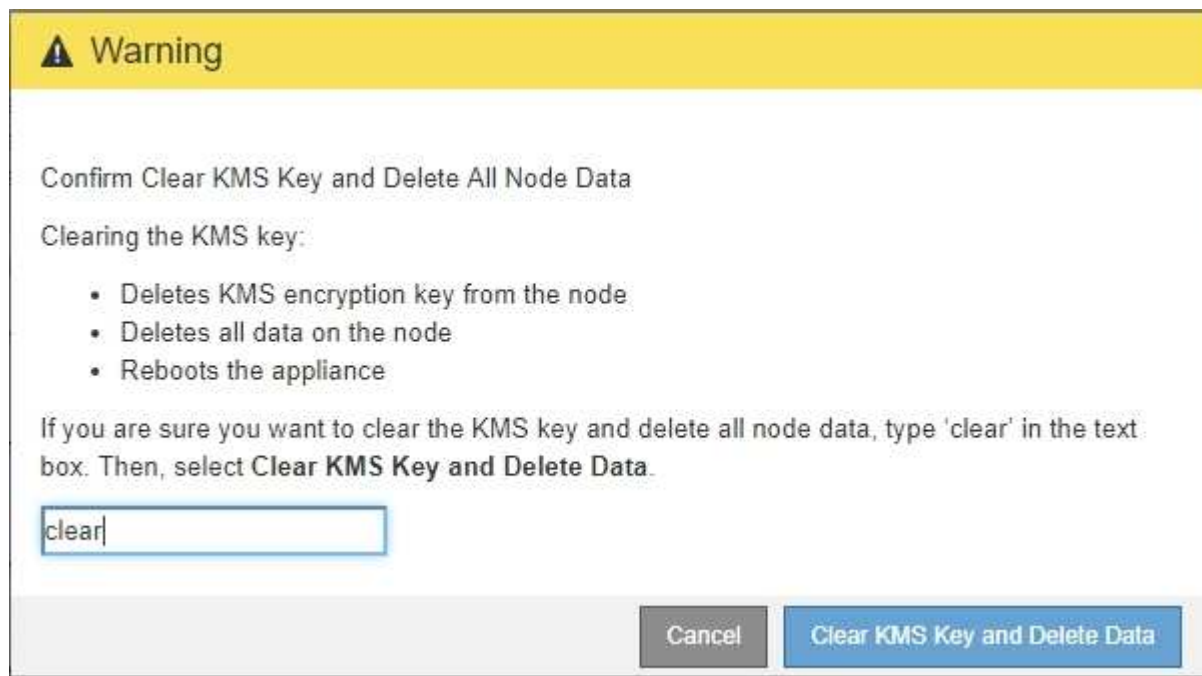 Warning
Confirm Clear KMS Key and Delete All Node Data
Clearing the KMS key:
• Deletes KMS encryption key from the node
• Deletes all data on the node
• Reboots the appliance
If you are sure you want to clear the KMS key and delete all node data, type 'clear' in the text
box. Then, select Clear KMS Key and Delete Data.
clear
Cancel
Clear KMS Key and Delete Data